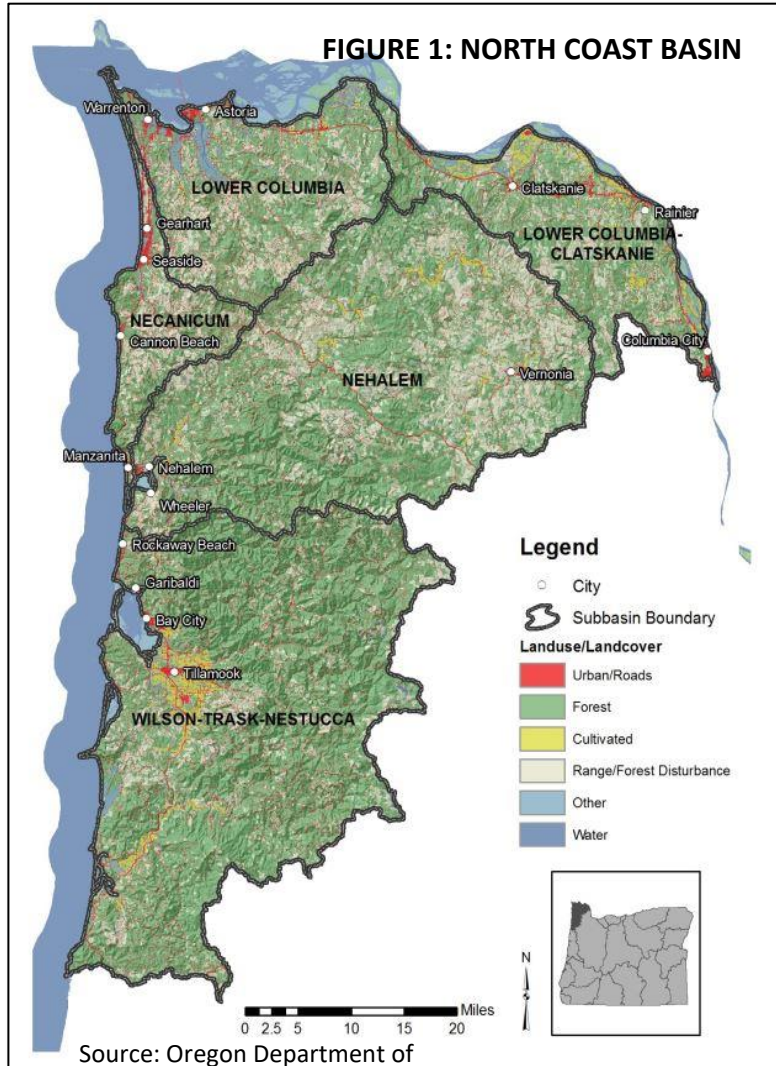 FIGURE 1: NORTH COAST BASIN
Warrenton
Astoria
LOWER COLUMBIA
Clatskanie
Rainier
Gearhart
LOWER COLUMBIA-
CLATSKANIE
Seaside
NECANICUM
Cannon Beach
Columbia City
NEHALEM
Vernonia
Manzanita
Nehalem
Wheeler
Rockaway Beach
Garibaldi
Bay City
Tillamook
WILSON-TRASK-NESTUCCA
Legend
City
Subbasin Boundary
Landuse/Landcover
Urban/Roads
Forest
Cultivated
Range/Forest Disturbance
Other
Water
N
Miles
0 2.5 5 10 15 20
Source: Oregon Department of